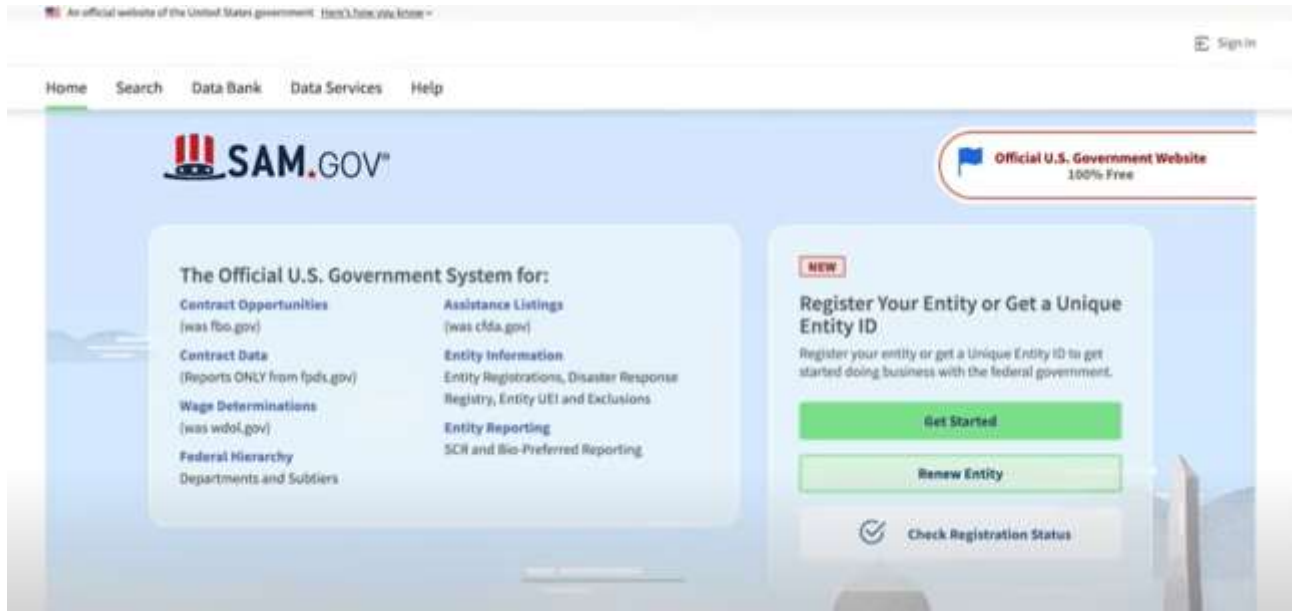 An official website of the United States government Here's how you know
Sign In
Home Search Data Bank Data Services Help
SAM.GOV®
Official U.S. Government Website
100% Free
The Official U.S. Government System for:
Contract Opportunities
(was fbo.gov)
Contract Data
(Reports ONLY from fpds.gov)
Wage Determinations
(was wdol.gov)
Federal Hierarchy
Departments and Subtiers
Assistance Listings
(was cfda.gov)
Entity Information
Entity Registrations, Disaster Response
Registry, Entity UEI and Exclusions
Entity Reporting
SCR and Bio-Preferred Reporting
NEW
Register Your Entity or Get a Unique
Entity ID
Register your entity or get a Unique Entity ID to get
started doing business with the federal government.
Get Started
Renew Entity
Check Registration Status